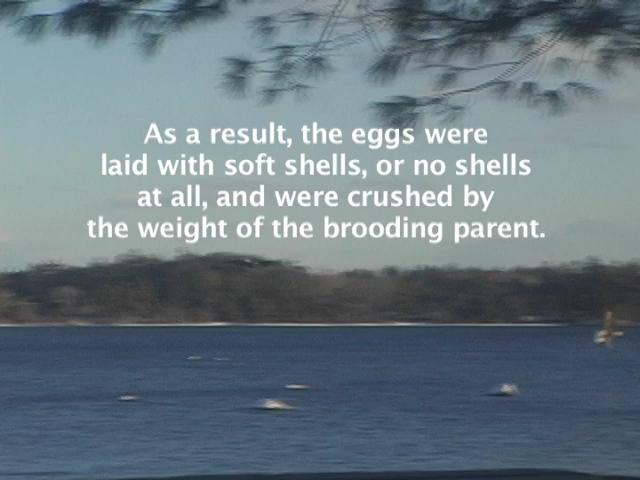 As a result, the eggs were
laid with soft shells, or no shells
at all, and were crushed by
the weight of the brooding parent.